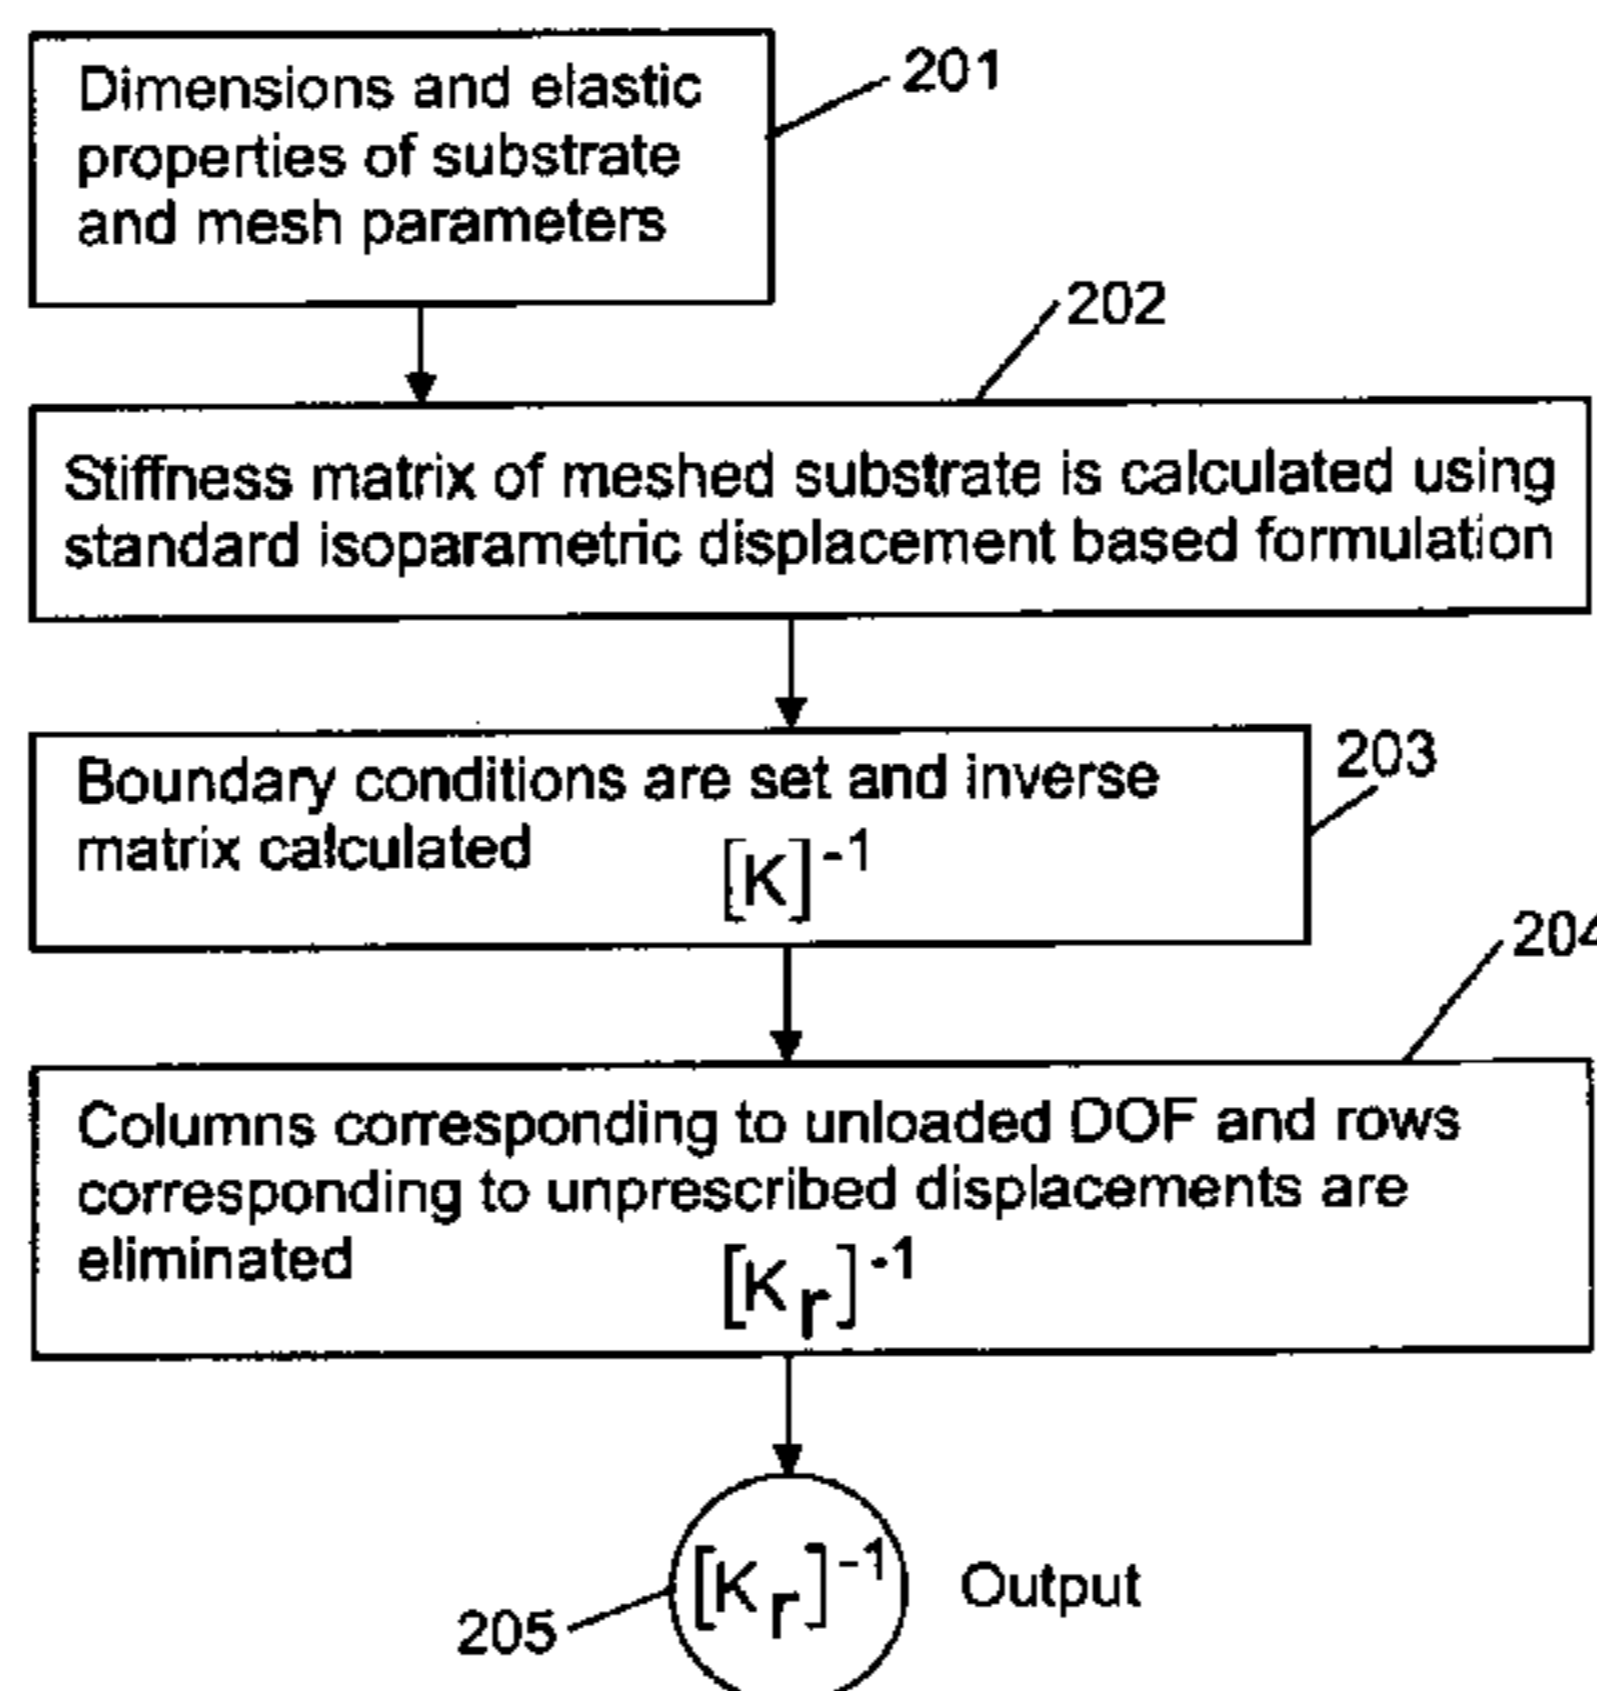 Dimensions and elastic
properties of substrate
and mesh parameters
201
202
Stiffness matrix of meshed substrate is calculated using
standard isoparametric displacement based formulation
Boundary conditions are set and inverse
matrix calculated [K]-1
203
204
Columns corresponding to unloaded DOF and rows
corresponding to unprescribed displacements are
eliminated [Kr]-1
[Kr]-1 Output
205